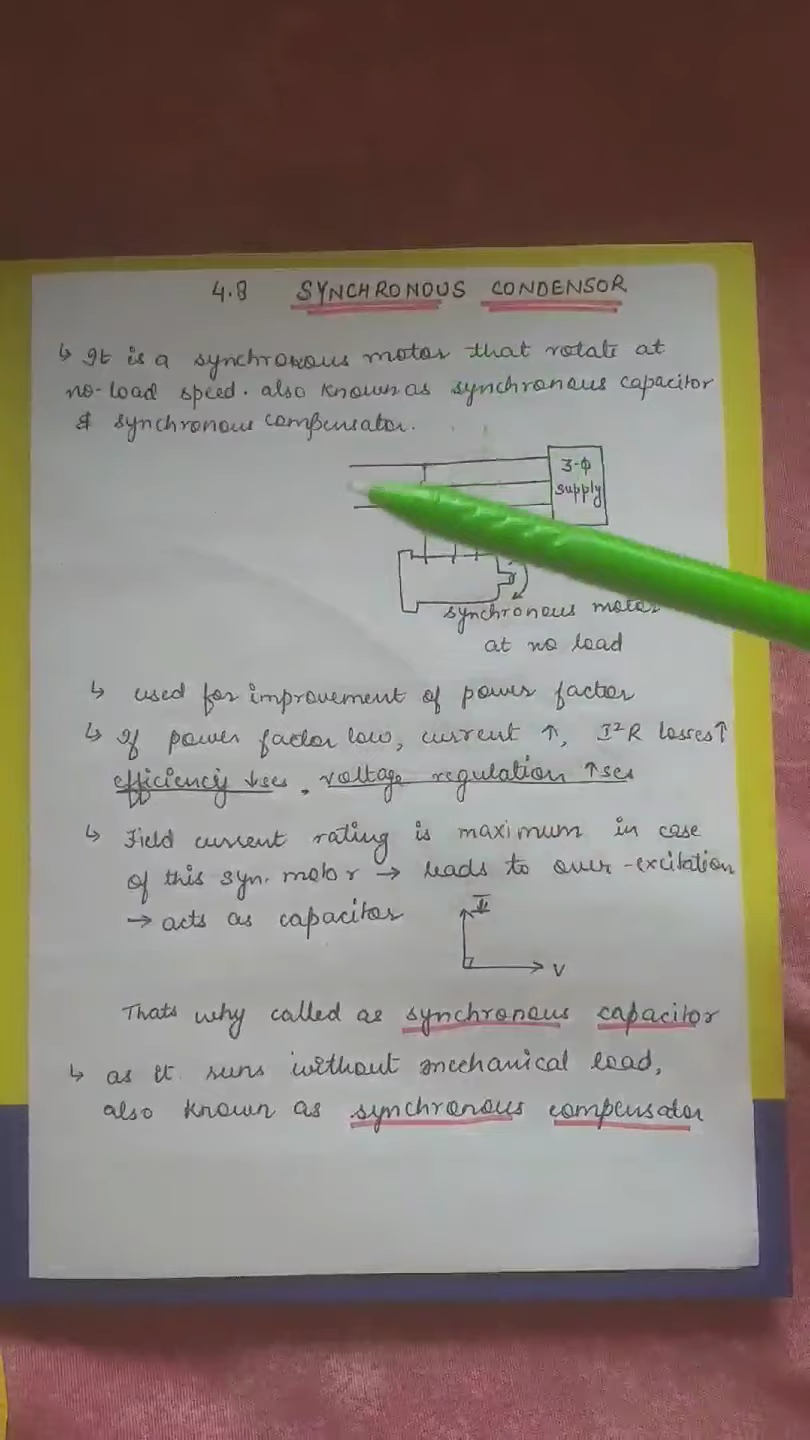 4.8 SYNCHRONOUS CONDENSOR
↳ It is a synchronous motor that rotate at
no-load speed. also known as synchronous capacitor
& synchronous compensator.
3-Φ
supply
synchronous motor
at no load
↳ used for improvement of power factor
↳ If power factor low, current ↑, I²R losses↑
efficiency ↓ses, voltage regulation ↑ses
↳ Field current rating is maximum in case
of this syn. motor → leads to over-excitation
→ acts as capacitor
I
V
Thats why called as synchronous capacitor
↳ as it runs without mechanical load,
also known as synchronous compensator